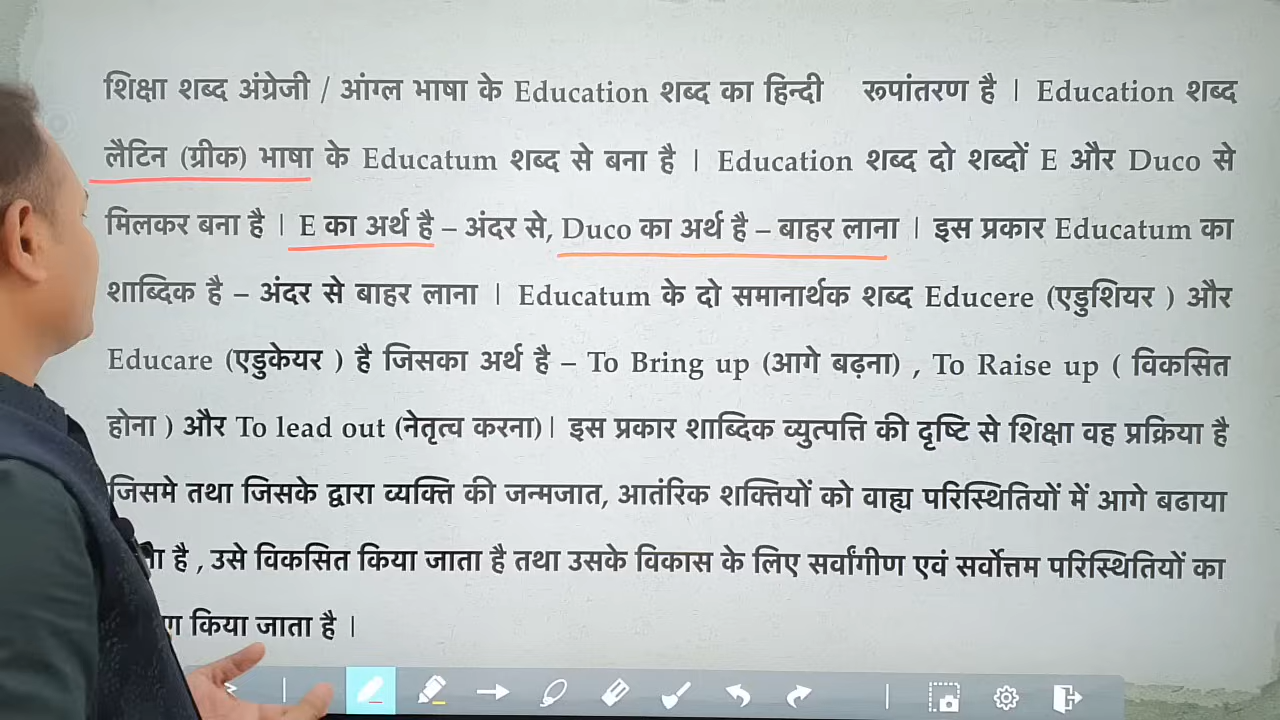 शिक्षा शब्द अंग्रेजी / आंग्ल भाषा के Education शब्द का हिन्दी रूपांतरण है | Education शब्द
लैटिन (ग्रीक) भाषा के Educatum शब्द से बना है | Education शब्द दो शब्दों E और Duco से
मिलकर बना है | E का अर्थ है – अंदर से, Duco का अर्थ है – बाहर लाना | इस प्रकार Educatum का
शाब्दिक है – अंदर से बाहर लाना | Educatum के दो समानार्थक शब्द Educere (एडुशियर ) और
Educare (एडुकेयर ) है जिसका अर्थ है – To Bring up (आगे बढ़ना) , To Raise up ( विकसित
होना ) और To lead out (नेतृत्व करना)| इस प्रकार शाब्दिक व्युत्पत्ति की दृष्टि से शिक्षा वह प्रक्रिया है
जिसमे तथा जिसके द्वारा व्यक्ति की जन्मजात, आतंरिक शक्तियों को वाह्य परिस्थितियों में आगे बढाया
है , उसे विकसित किया जाता है तथा उसके विकास के लिए सर्वांगीण एवं सर्वोत्तम परिस्थितियों का
किया जाता है |